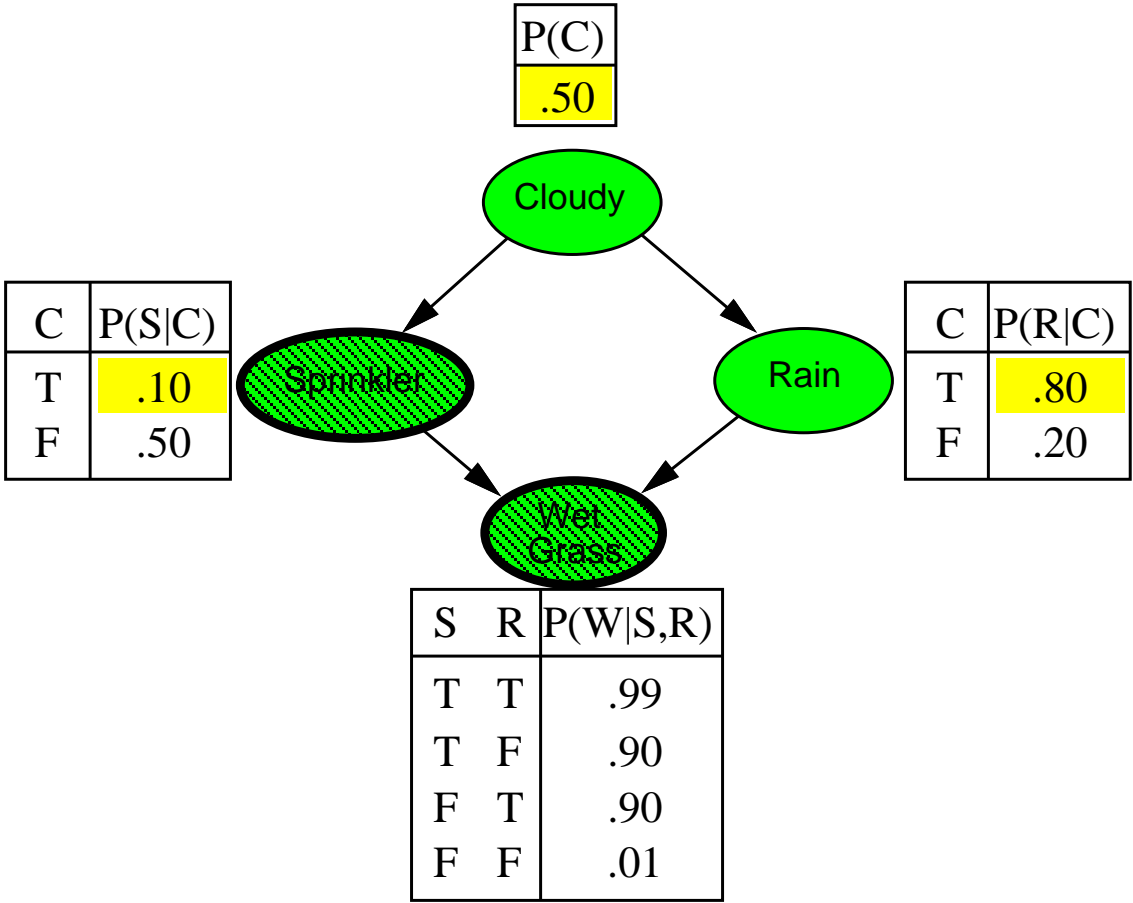 P(C)
.50
Cloudy
C P(S|C)
T .10
F .50
Sprinkler
Rain
C P(R|C)
T .80
F .20
Wet
Grass
S R P(W|S,R)
T T .99
T F .90
F T .90
F F .01